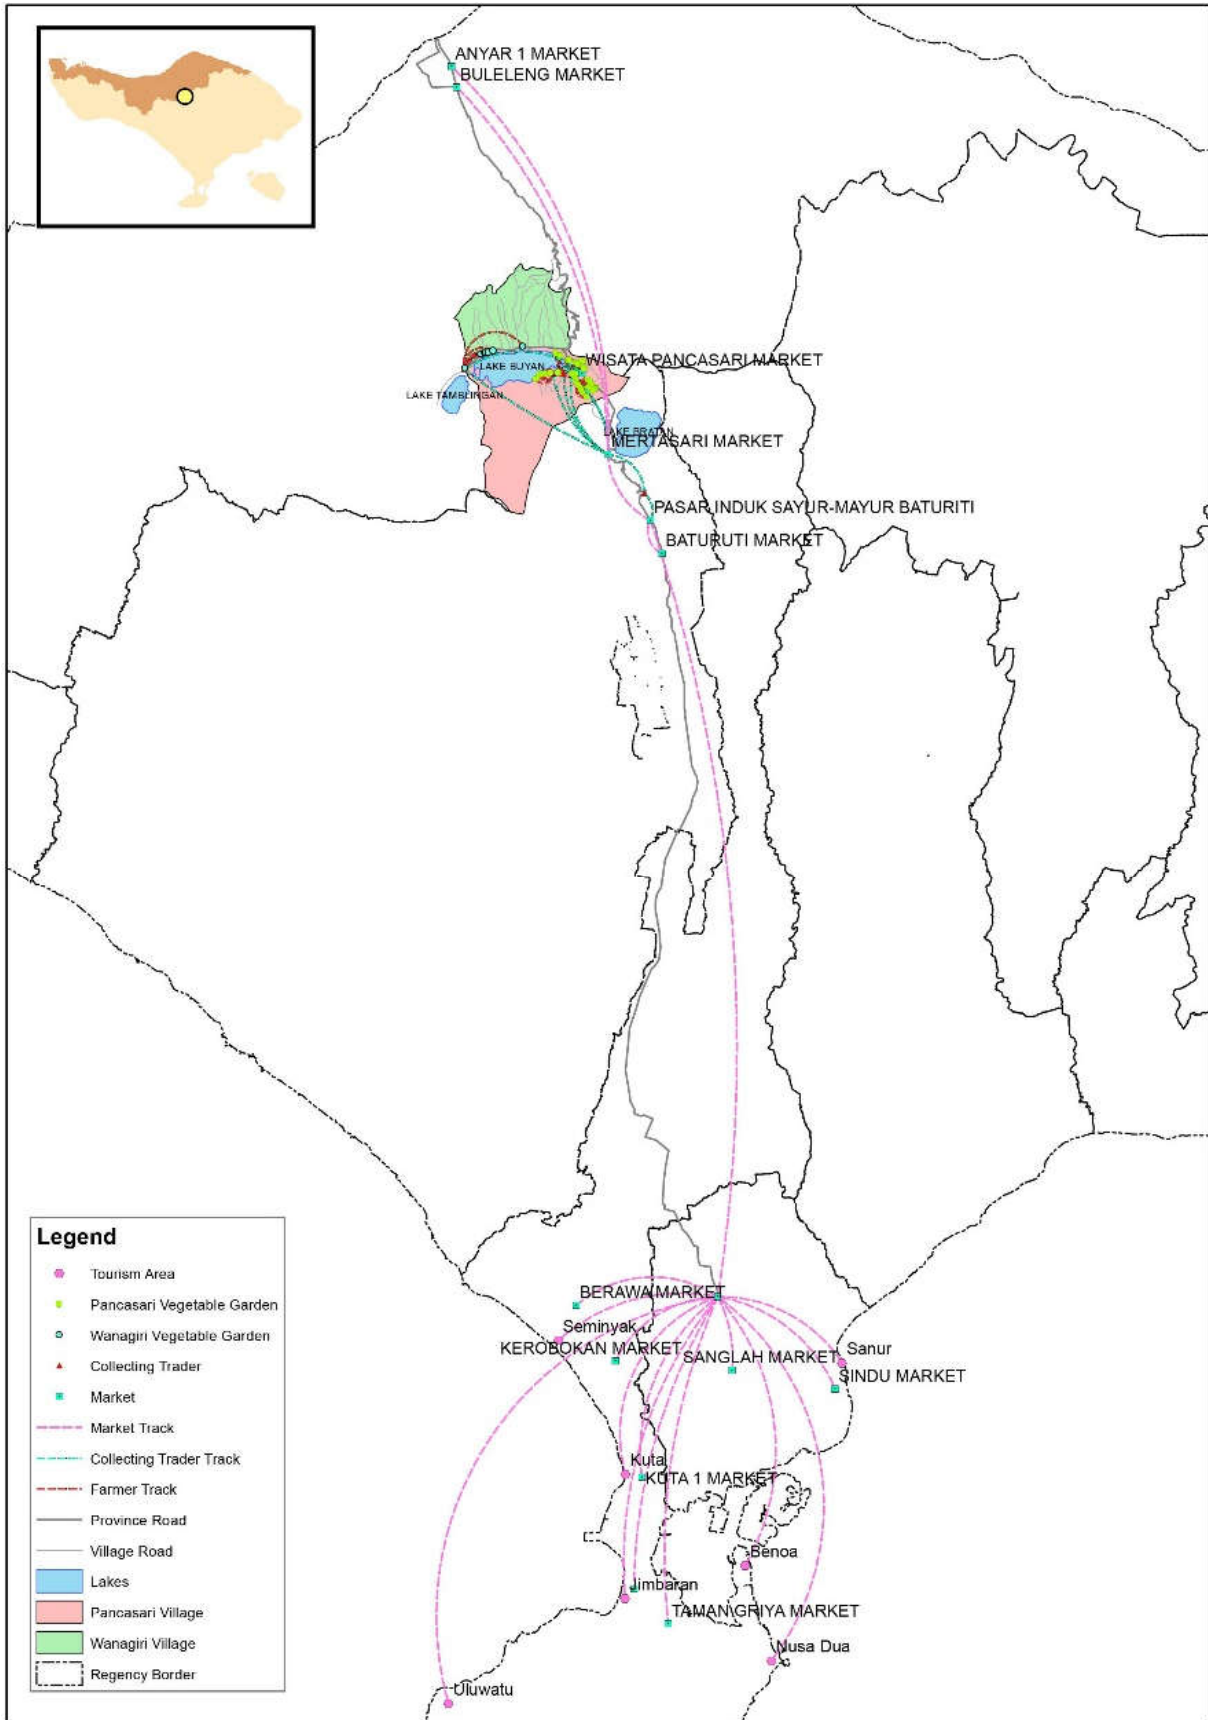 ANYAR 1 MARKET
BULELENG MARKET
WISATA PANCASARI MARKET
LAKE BUYAN
LAKE TAMBLINGAN
LAKE BRATAN
MERTASARI MARKET
PASAR INDUK SAYUR-MAYUR BATURITI
BATURUTI MARKET
BERAWA MARKET
Seminyak
KEROBOKAN MARKET
SANGLAH MARKET
Sanur
SINDU MARKET
Kuta
KUTA 1 MARKET
Benoa
Jimbaran
TAMAN GRIYA MARKET
Nusa Dua
Uluwatu
Legend
Tourism Area
Pancasari Vegetable Garden
Wanagiri Vegetable Garden
Collecting Trader
Market
Market Track
Collecting Trader Track
Farmer Track
Province Road
Village Road
Lakes
Pancasari Village
Wanagiri Village
Regency Border